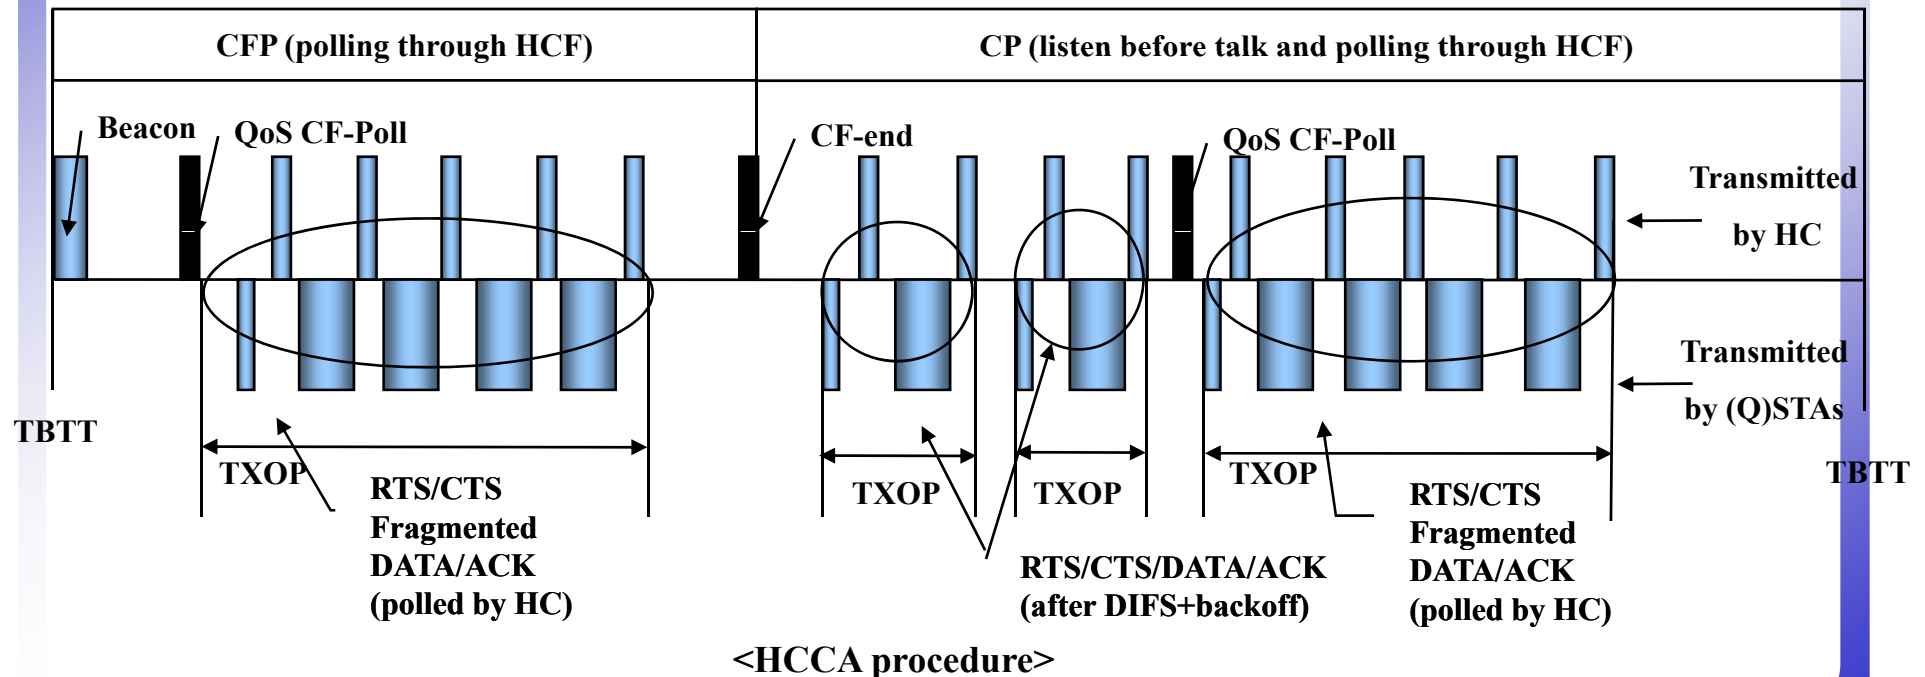 CFP (polling through HCF)
CP (listen before talk and polling through HCF)
Beacon
QoS CF-Poll
CF-end
QoS CF-Poll
Transmitted
by HC
Transmitted
by (Q)STAs
TBTT
TXOP
RTS/CTS
Fragmented
DATA/ACK
(polled by HC)
TXOP
TXOP
RTS/CTS/DATA/ACK
(after DIFS+backoff)
TXOP
RTS/CTS
Fragmented
DATA/ACK
(polled by HC)
TBTT
<HCCA procedure>